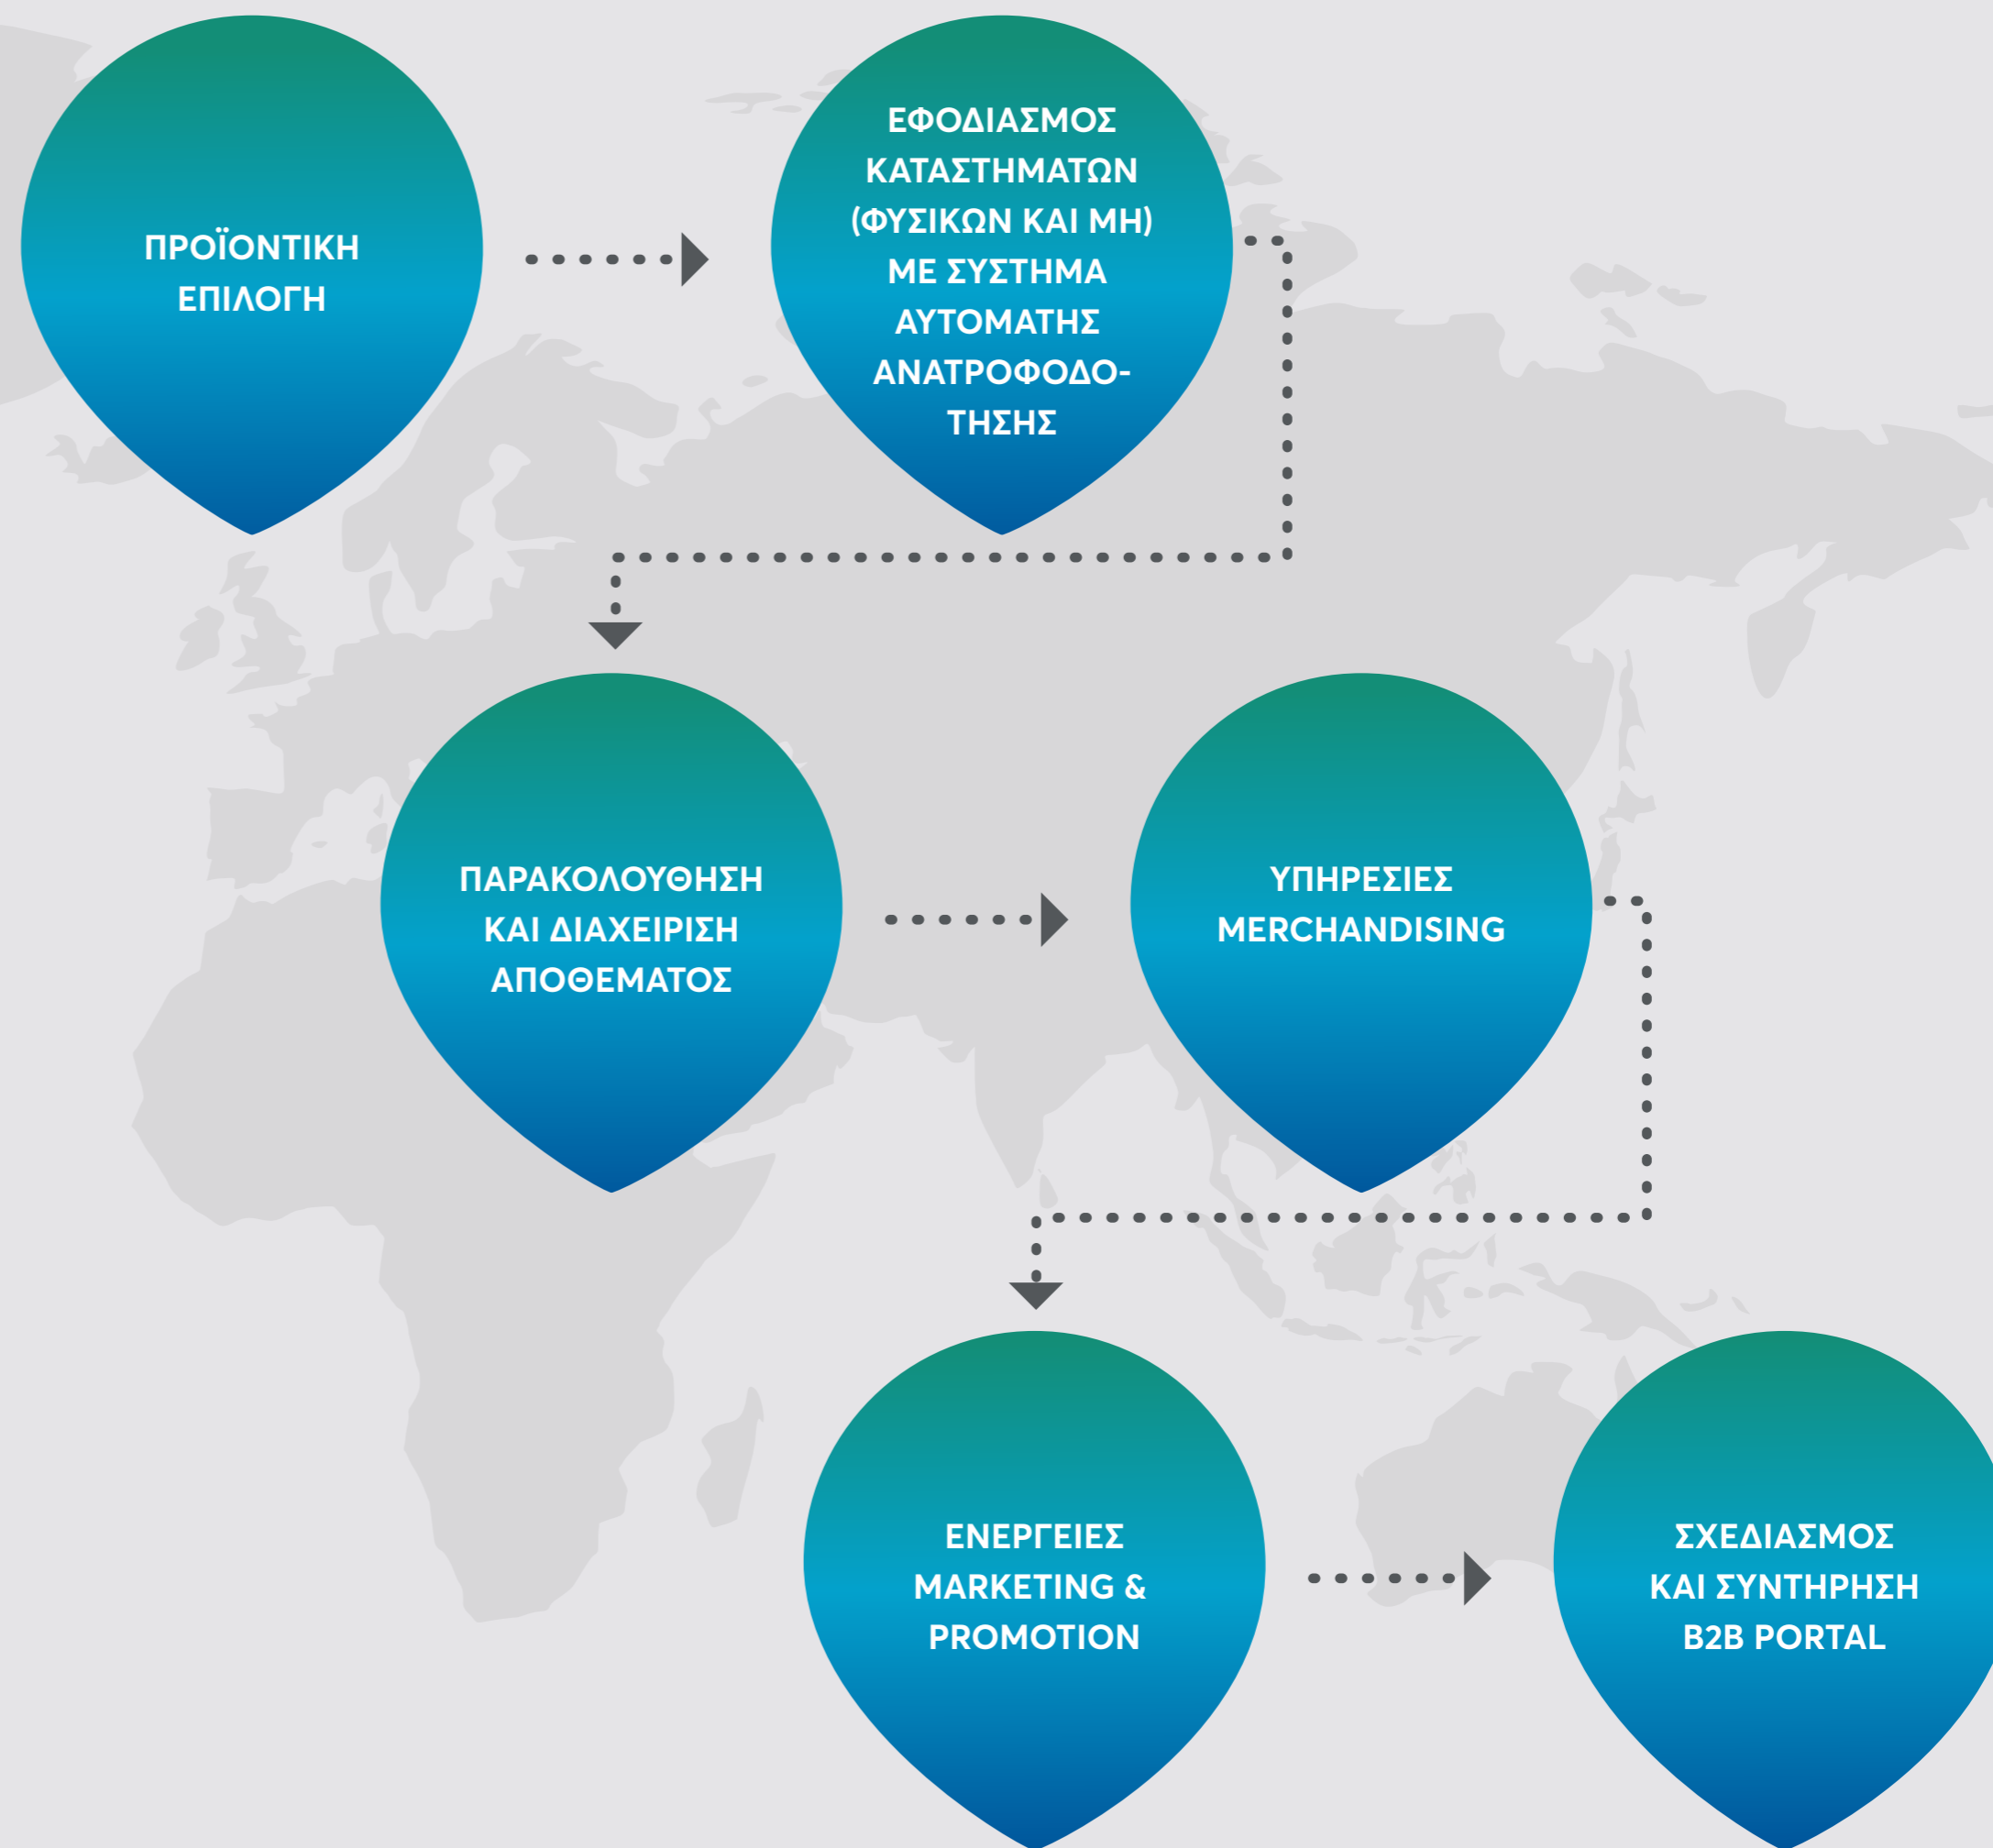 ΠΡΟΪΟΝΤΙΚΗ
ΕΠΙΛΟΓΗ
ΕΦΟΔΙΑΣΜΟΣ
ΚΑΤΑΣΤΗΜΑΤΩΝ
(ΦΥΣΙΚΩΝ ΚΑΙ ΜΗ)
ΜΕ ΣΥΣΤΗΜΑ
ΑΥΤΟΜΑΤΗΣ
ΑΝΑΤΡΟΦΟΔΟ-
ΤΗΣΗΣ
ΠΑΡΑΚΟΛΟΥΘΗΣΗ
ΚΑΙ ΔΙΑΧΕΙΡΙΣΗ
ΑΠΟΘΕΜΑΤΟΣ
ΥΠΗΡΕΣΙΕΣ
MERCHANDISING
ΕΝΕΡΓΕΙΕΣ
MARKETING &
PROMOTION
ΣΧΕΔΙΑΣΜΟΣ
ΚΑΙ ΣΥΝΤΗΡΗΣΗ
B2B PORTAL